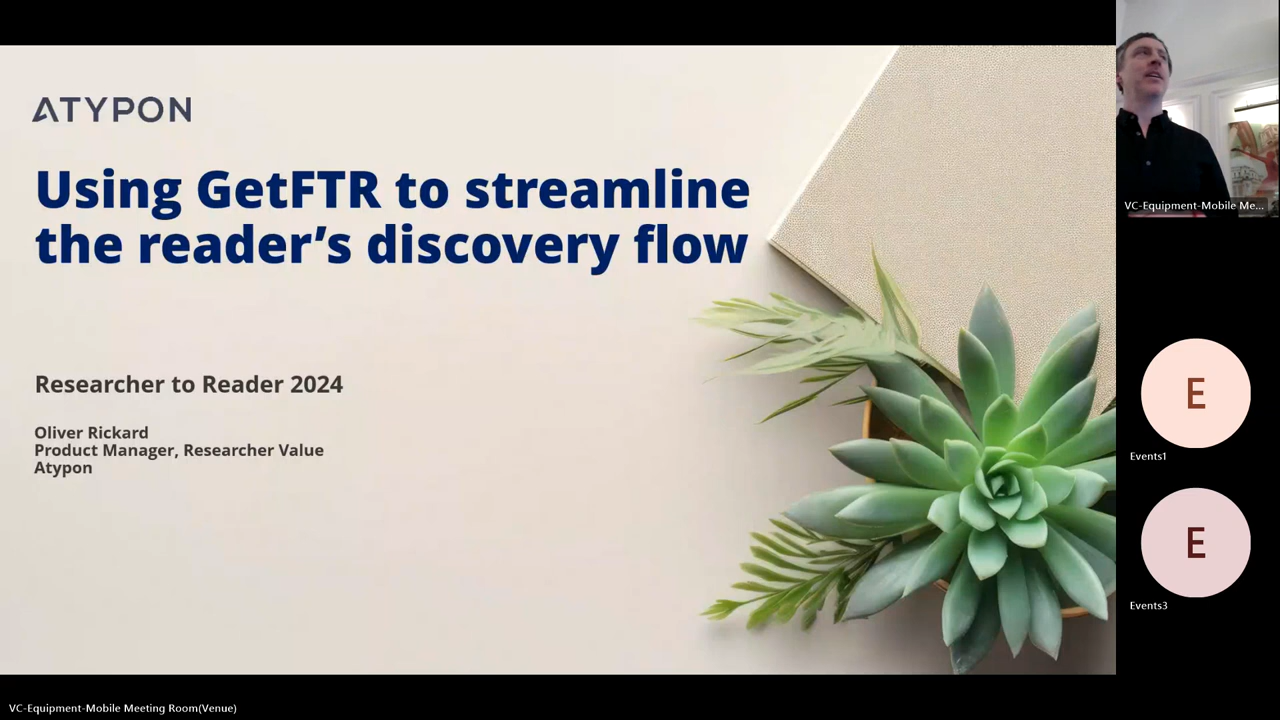 ATYPON
Using GetFTR to streamline
the reader’s discovery flow
Researcher to Reader 2024
Oliver Rickard
Product Manager, Researcher Value
Atypon
VC-Equipment-Mobile Me...
E
Events1
E
Events3
VC-Equipment-Mobile Meeting Room(Venue)